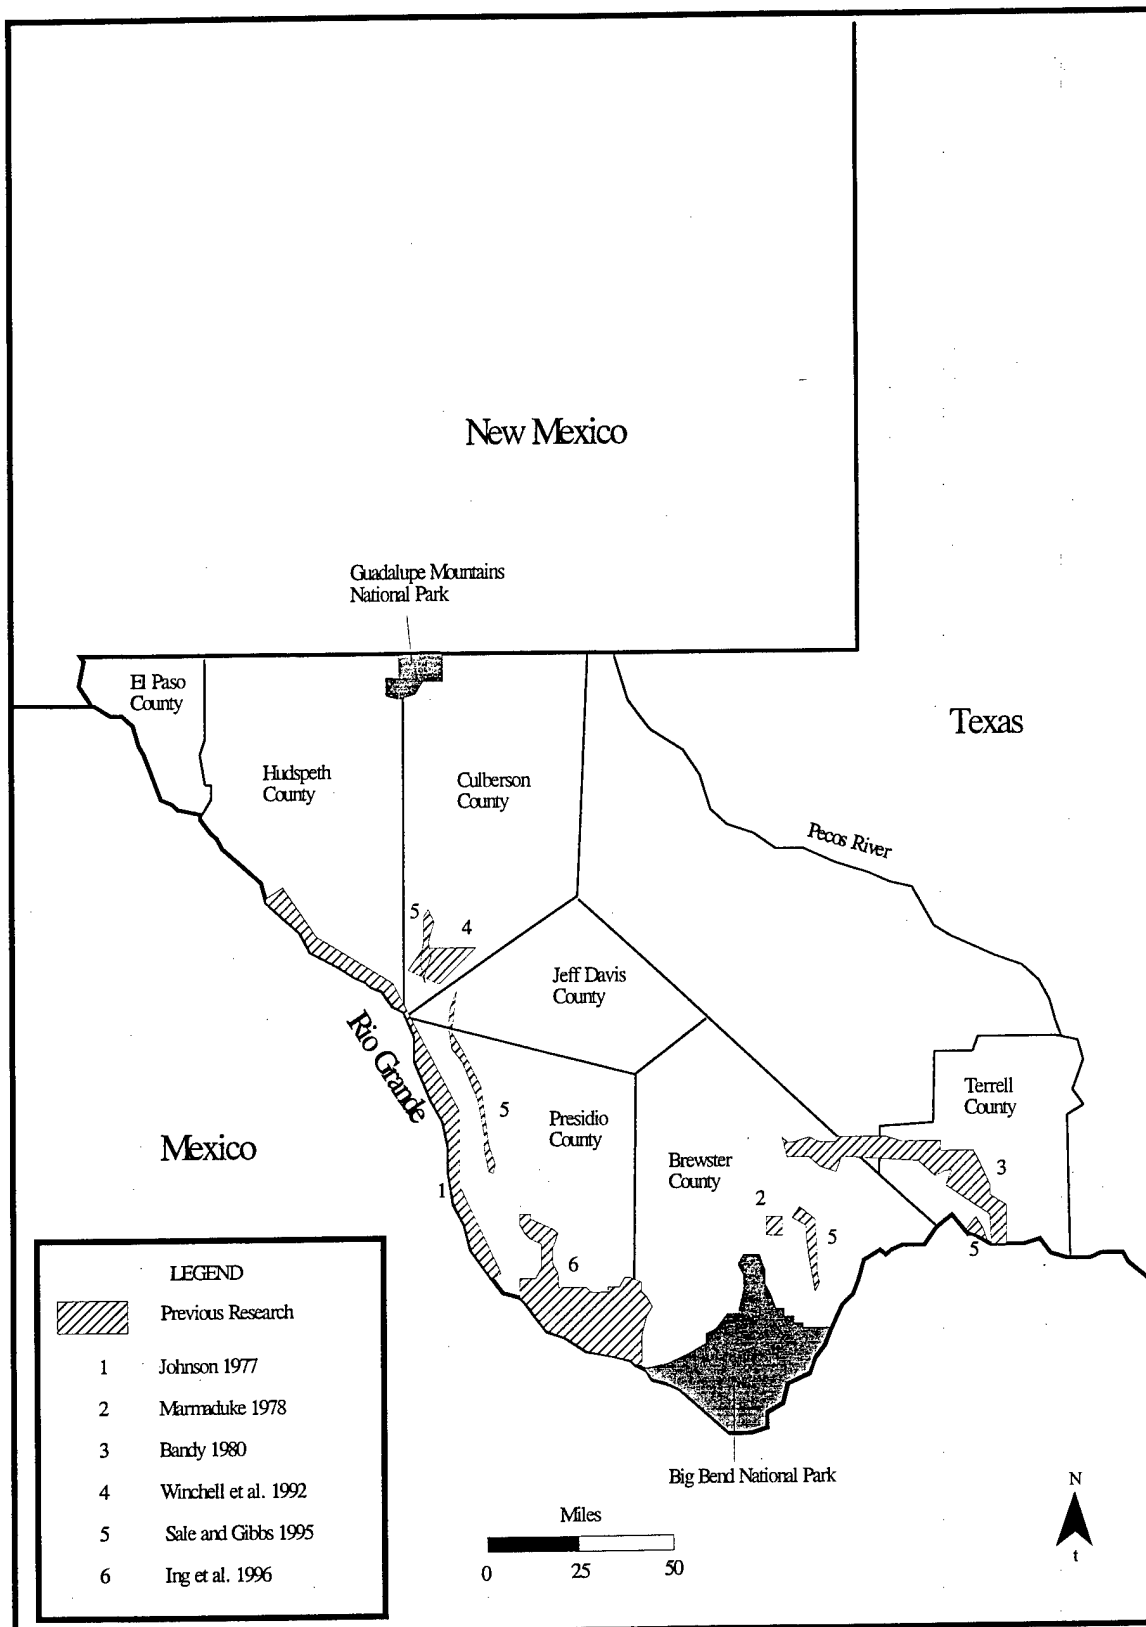 New Mexico
Guadalupe Mountains
National Park
El Paso
County
Hudspeth
County
Culberson
County
Texas
Pecos River
5
4
Jeff Davis
County
Rio Grande
Terrell
County
5
Presidio
County
Mexico
Brewster
County
3
1
2
5
5
6
LEGEND
Previous Research
1 Johnson 1977
2 Marmaduke 1978
3 Bandy 1980
4 Winchell et al. 1992
5 Sale and Gibbs 1995
6 Ing et al. 1996
Big Bend National Park
Miles
0 25 50
N
t